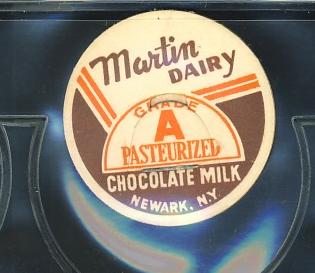 Martin
DAIRY
GRADE
A
PASTEURIZED
CHOCOLATE MILK
NEWARK, N.Y.